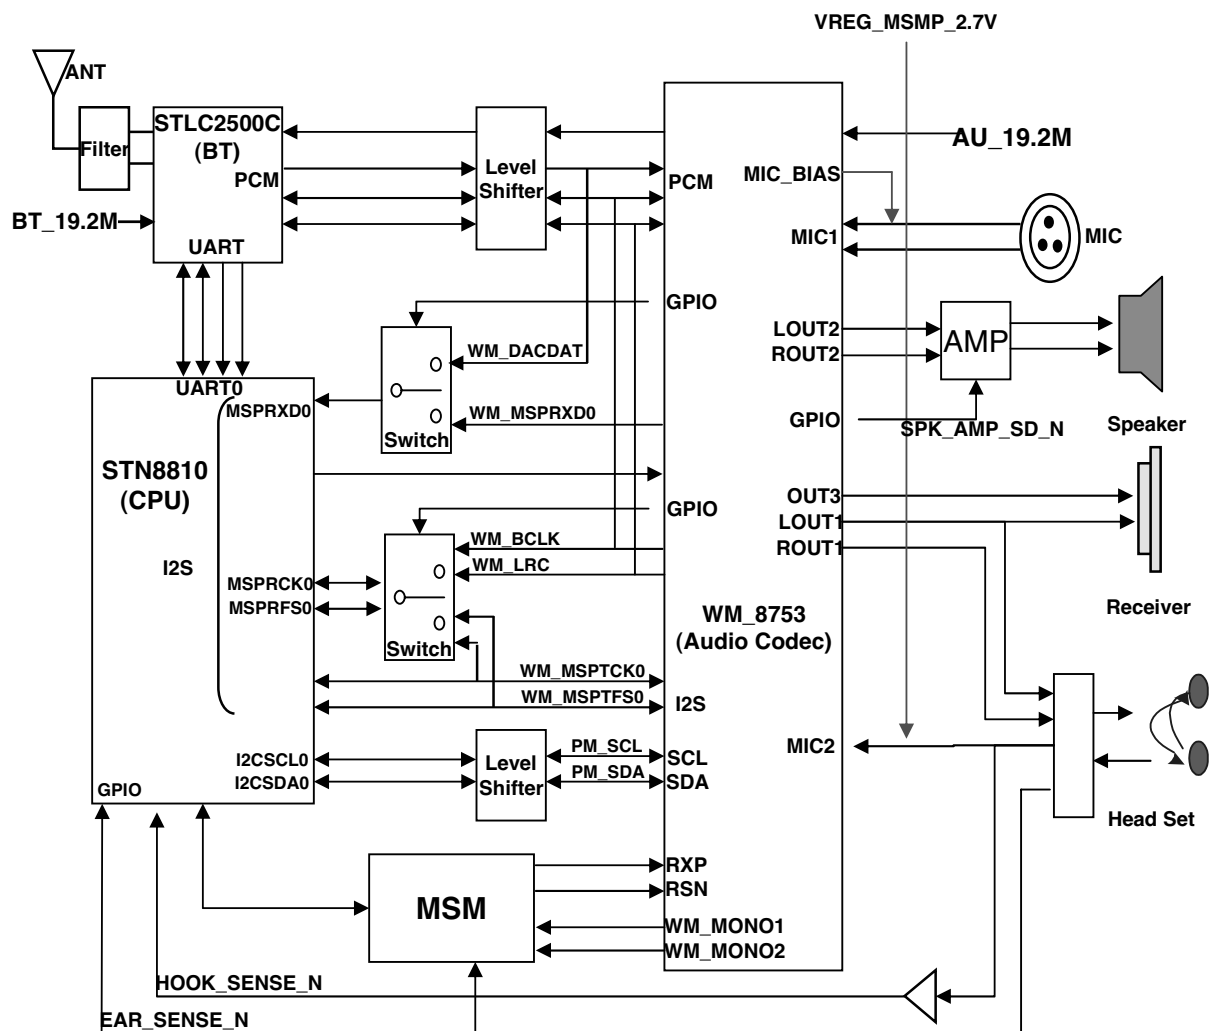 VREG_MSMP_2.7V
ANT
Filter
STLC2500C
(BT)
PCM
UART
BT_19.2M
Level
Shifter
PCM
MIC_BIAS
AU_19.2M
MIC1
MIC
GPIO
LOUT2
ROUT2
AMP
Speaker
WM_DACDAT
WM_MSPRXD0
Switch
GPIO
SPK_AMP_SD_N
UART0
MSPRXD0
STN8810
(CPU)
I2S
GPIO
OUT3
LOUT1
ROUT1
Receiver
WM_BCLK
WM_LRC
MSPRCK0
MSPRFS0
Switch
WM_8753
(Audio Codec)
WM_MSPTCK0
WM_MSPTFS0
I2S
MIC2
I2CSCL0
I2CSDA0
GPIO
Level
Shifter
PM_SCL
PM_SDA
SCL
SDA
Head Set
MSM
RXP
RSN
WM_MONO1
WM_MONO2
HOOK_SENSE_N
EAR_SENSE_N